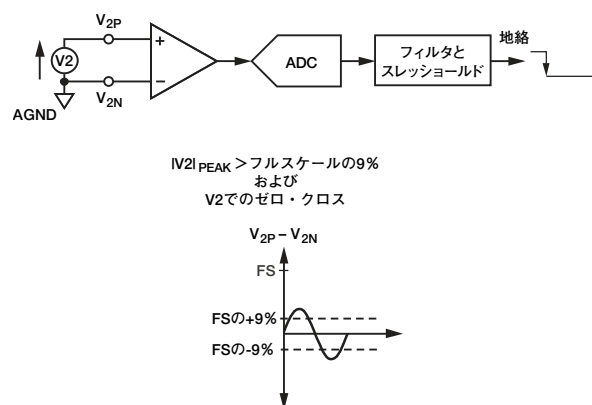 V2P
V2
V2N
AGND
+
−
ADC
フィルタと
スレッショールド
地絡
|V2| PEAK >フルスケールの9%
および
V2でのゼロ・クロス
V2P − V2N
FS
FSの+9%
FSの-9%